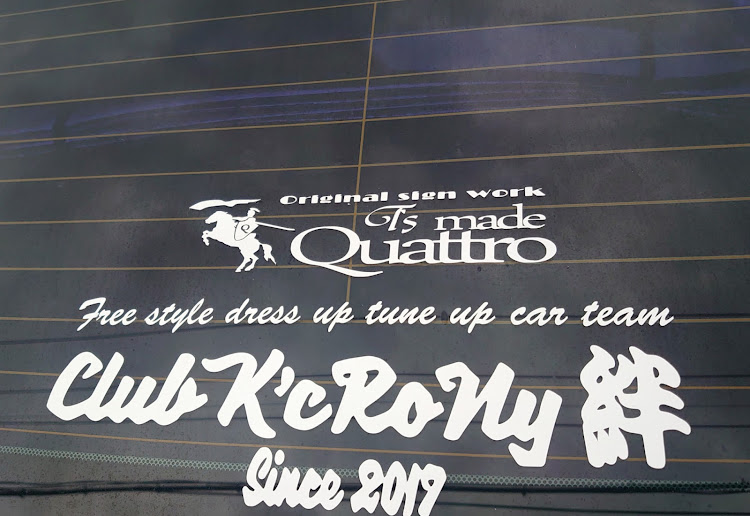 Original sign work
T's made
Quattro
Free style dress up tune up car team
Club K'cRoNy 絆
Since 2017